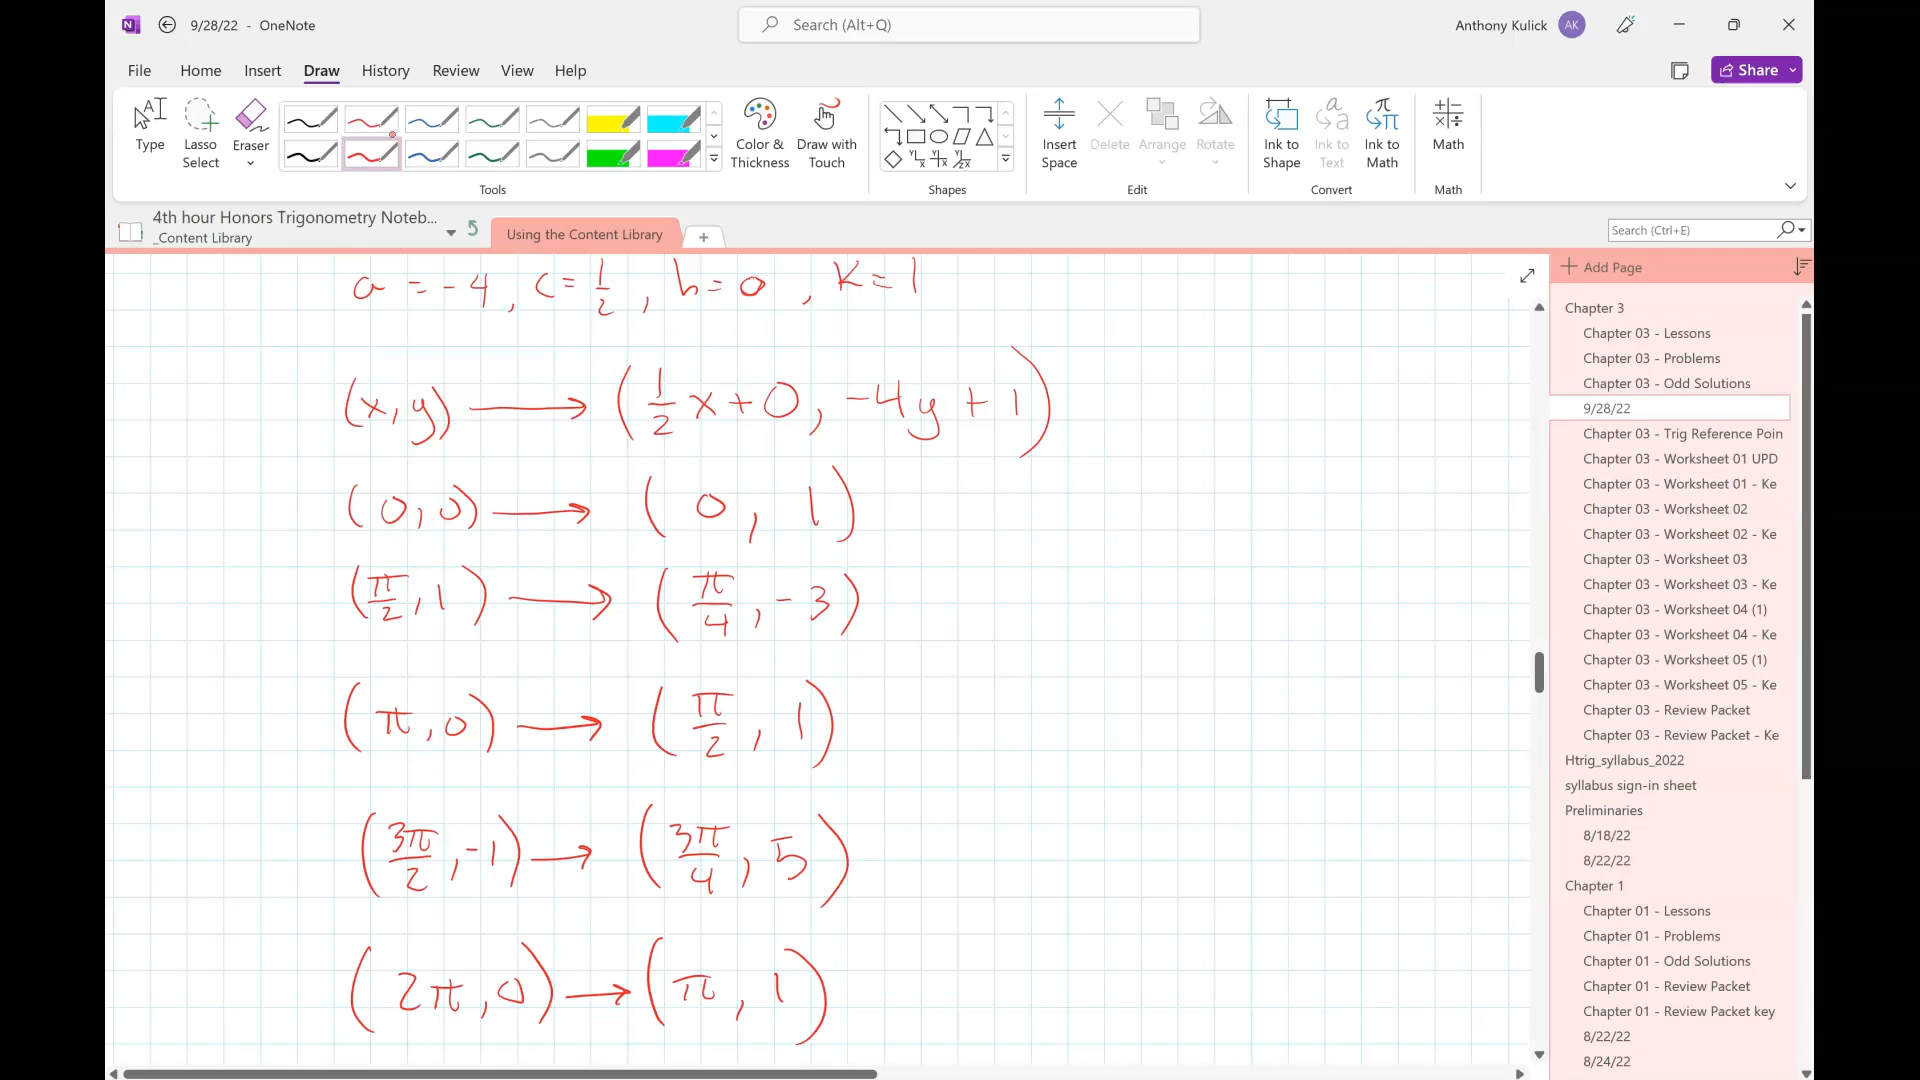 9/28/22 - OneNote
Search (Alt+Q)
Anthony Kulick AK
File Home Insert Draw History Review View Help
Share
Type Lasso Select Eraser
Color & Thickness Draw with Touch
Insert Space Delete Arrange Rotate
Ink to Shape Ink to Text Ink to Math Math
Tools Shapes Edit Convert Math
4th hour Honors Trigonometry Noteb...
_Content Library
Using the Content Library
Search (Ctrl+E)
a = -4, c = 1/2, h = 0, k = 1
(x, y) → (1/2 x + 0, -4y + 1)
(0, 0) → (0, 1)
(π/2, 1) → (π/4, -3)
(π, 0) → (π/2, 1)
(3π/2, -1) → (3π/4, 5)
(2π, 0) → (π, 1)
Add Page
Chapter 3
Chapter 03 - Lessons
Chapter 03 - Problems
Chapter 03 - Odd Solutions
9/28/22
Chapter 03 - Trig Reference Poin
Chapter 03 - Worksheet 01 UPD
Chapter 03 - Worksheet 01 - Ke
Chapter 03 - Worksheet 02
Chapter 03 - Worksheet 02 - Ke
Chapter 03 - Worksheet 03
Chapter 03 - Worksheet 03 - Ke
Chapter 03 - Worksheet 04 (1)
Chapter 03 - Worksheet 04 - Ke
Chapter 03 - Worksheet 05 (1)
Chapter 03 - Worksheet 05 - Ke
Chapter 03 - Review Packet
Chapter 03 - Review Packet - Ke
Htrig_syllabus_2022
syllabus sign-in sheet
Preliminaries
8/18/22
8/22/22
Chapter 1
Chapter 01 - Lessons
Chapter 01 - Problems
Chapter 01 - Odd Solutions
Chapter 01 - Review Packet
Chapter 01 - Review Packet key
8/22/22
8/24/22